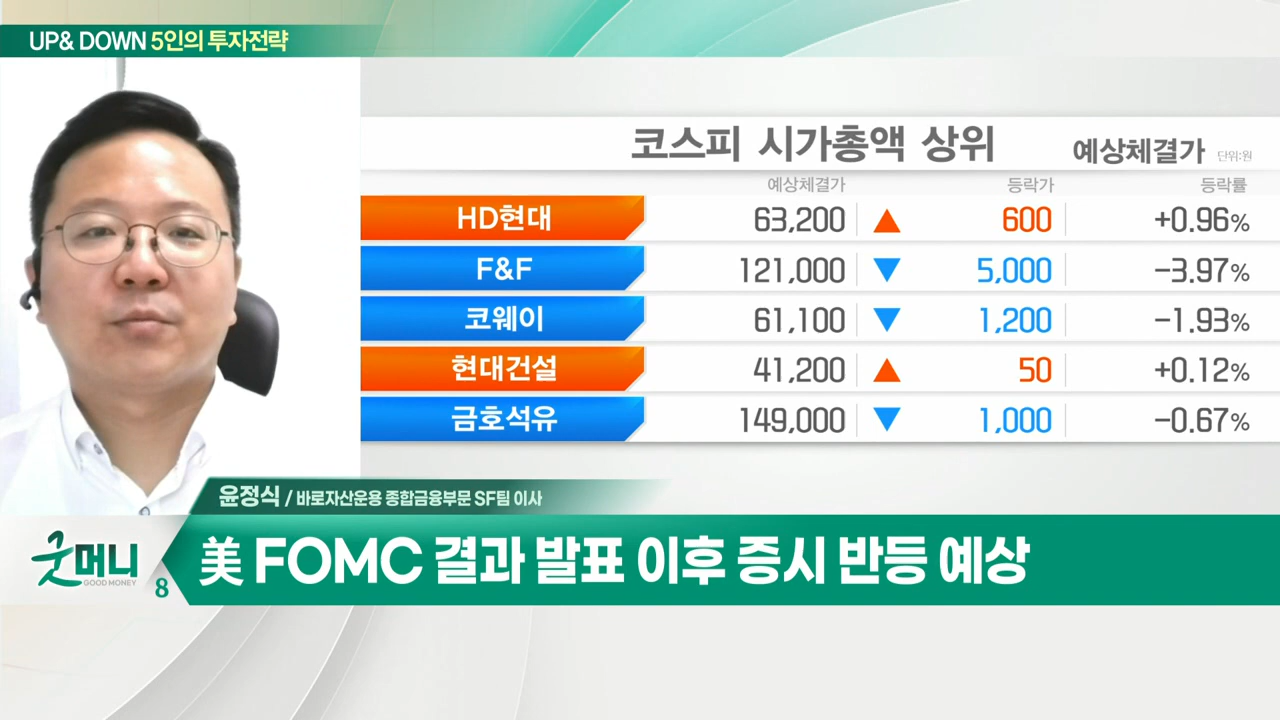 UP& DOWN 5인의 투자전략
코스피 시가총액 상위 예상체결가 단위:원
예상체결가 등락가 등락률
HD현대 63,200 ▲ 600 +0.96%
F&F 121,000 ▼ 5,000 -3.97%
코웨이 61,100 ▼ 1,200 -1.93%
현대건설 41,200 ▲ 50 +0.12%
금호석유 149,000 ▼ 1,000 -0.67%
윤정식 / 바로자산운용 종합금융부문 SF팀 이사
굿머니 GOOD MONEY 8
美 FOMC 결과 발표 이후 증시 반등 예상